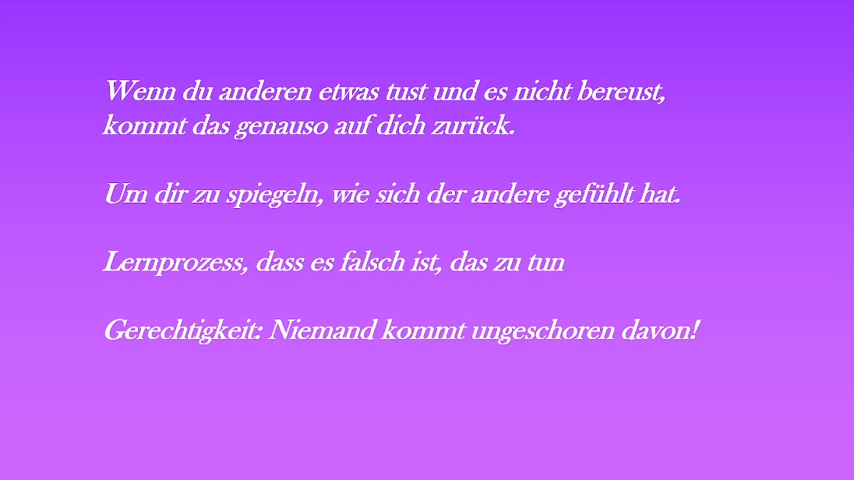 Wenn du anderen etwas tust und es nicht bereust,
kommt das genauso auf dich zurück.
Um dir zu spiegeln, wie sich der andere gefühlt hat.
Lernprozess, dass es falsch ist, das zu tun
Gerechtigkeit: Niemand kommt ungeschoren davon!